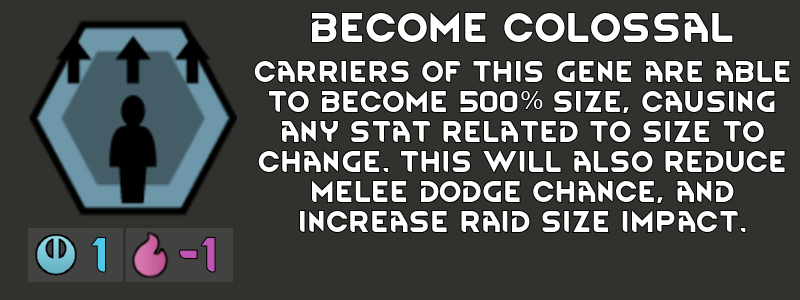 BECOME COLOSSAL
CARRIERS OF THIS GENE ARE ABLE
TO BECOME 500% SIZE, CAUSING
ANY STAT RELATED TO SIZE TO
CHANGE. THIS WILL ALSO REDUCE
MELEE DODGE CHANCE, AND
INCREASE RAID SIZE IMPACT.
1 -1